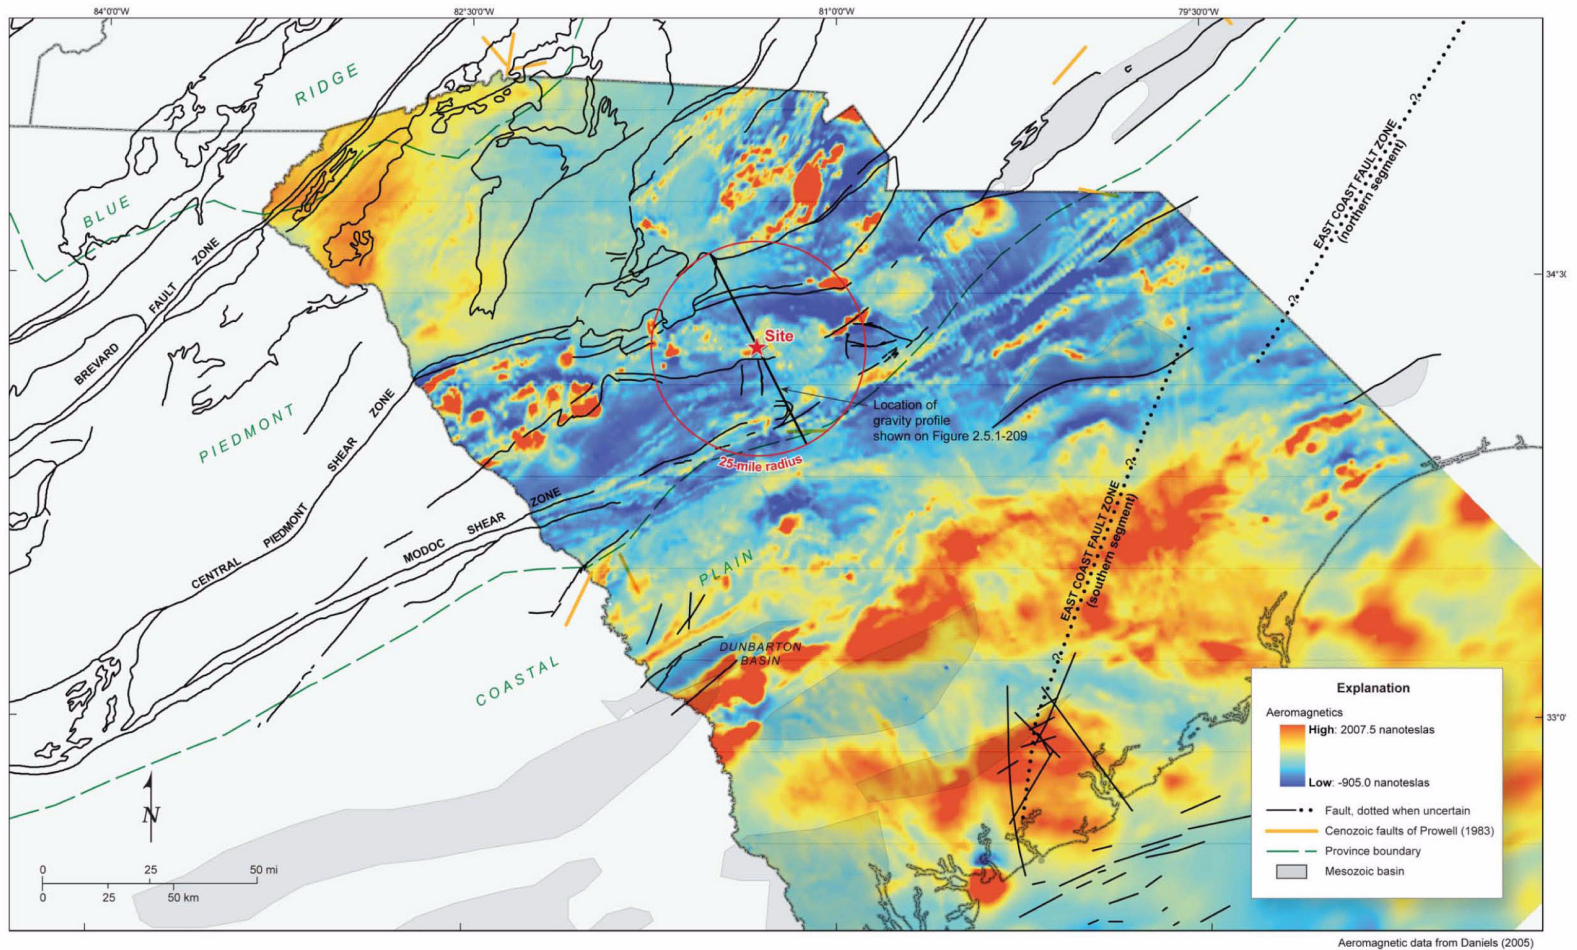 84°0'0"W
82°30'0"W
81°0'0"W
79°30'0"W
RIDGE
BLUE
BREVARD FAULT ZONE
PIEDMONT
CENTRAL PIEDMONT SHEAR ZONE
MODOC SHEAR ZONE
COASTAL PLAIN
EAST COAST FAULT ZONE
(northern segment)
?
?
34°3
Site
Location of
gravity profile
shown on Figure 2.5.1-209
25-mile radius
?
EAST COAST FAULT ZONE
(southern segment)
?
DUNBARTON
BASIN
33°0'
N
0 25 50 mi
0 25 50 km
Explanation
Aeromagnetics
High: 2007.5 nanoteslas
Low: -905.0 nanoteslas
Fault, dotted when uncertain
Cenozoic faults of Prowell (1983)
Province boundary
Mesozoic basin
Aeromagnetic data from Daniels (2005)